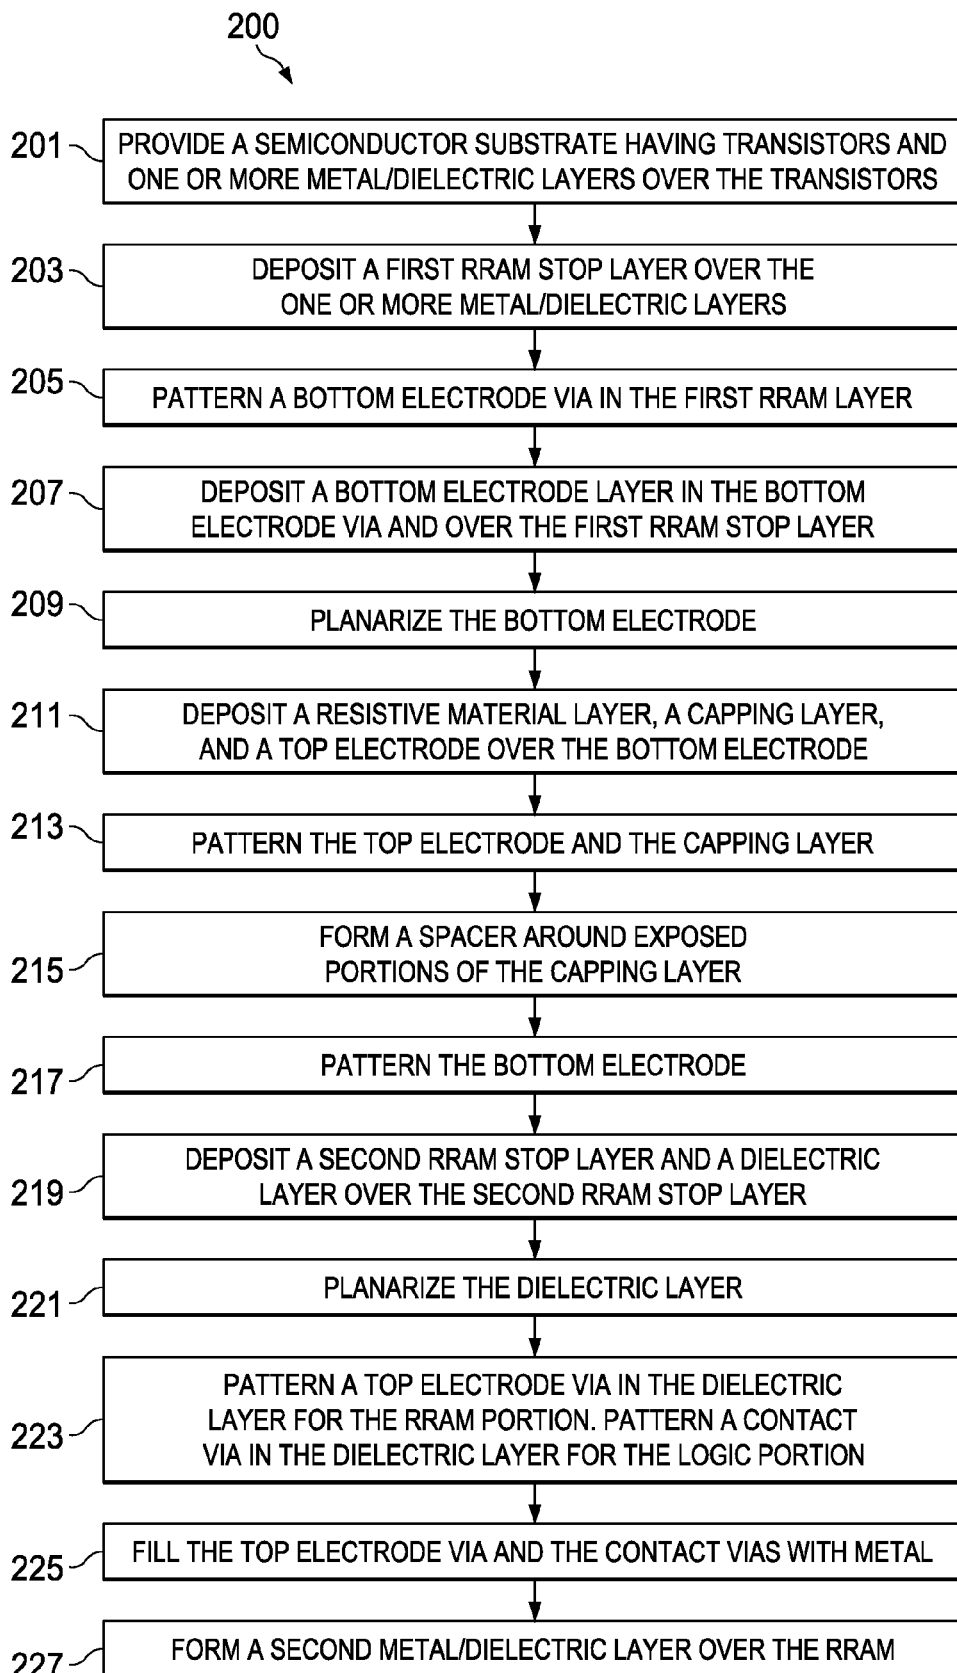 200
201
PROVIDE A SEMICONDUCTOR SUBSTRATE HAVING TRANSISTORS AND
ONE OR MORE METAL/DIELECTRIC LAYERS OVER THE TRANSISTORS
203
DEPOSIT A FIRST RRAM STOP LAYER OVER THE
ONE OR MORE METAL/DIELECTRIC LAYERS
205
PATTERN A BOTTOM ELECTRODE VIA IN THE FIRST RRAM LAYER
207
DEPOSIT A BOTTOM ELECTRODE LAYER IN THE BOTTOM
ELECTRODE VIA AND OVER THE FIRST RRAM STOP LAYER
209
PLANARIZE THE BOTTOM ELECTRODE
211
DEPOSIT A RESISTIVE MATERIAL LAYER, A CAPPING LAYER,
AND A TOP ELECTRODE OVER THE BOTTOM ELECTRODE
213
PATTERN THE TOP ELECTRODE AND THE CAPPING LAYER
215
FORM A SPACER AROUND EXPOSED
PORTIONS OF THE CAPPING LAYER
217
PATTERN THE BOTTOM ELECTRODE
219
DEPOSIT A SECOND RRAM STOP LAYER AND A DIELECTRIC
LAYER OVER THE SECOND RRAM STOP LAYER
221
PLANARIZE THE DIELECTRIC LAYER
223
PATTERN A TOP ELECTRODE VIA IN THE DIELECTRIC
LAYER FOR THE RRAM PORTION. PATTERN A CONTACT
VIA IN THE DIELECTRIC LAYER FOR THE LOGIC PORTION
225
FILL THE TOP ELECTRODE VIA AND THE CONTACT VIAS WITH METAL
227
FORM A SECOND METAL/DIELECTRIC LAYER OVER THE RRAM